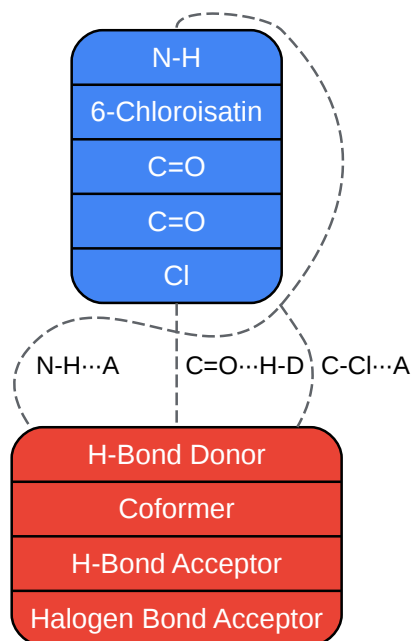 N-H
6-Chloroisatin
C=O
C=O
Cl
N-H···A
C=O···H-D
C-Cl···A
H-Bond Donor
Coformer
H-Bond Acceptor
Halogen Bond Acceptor